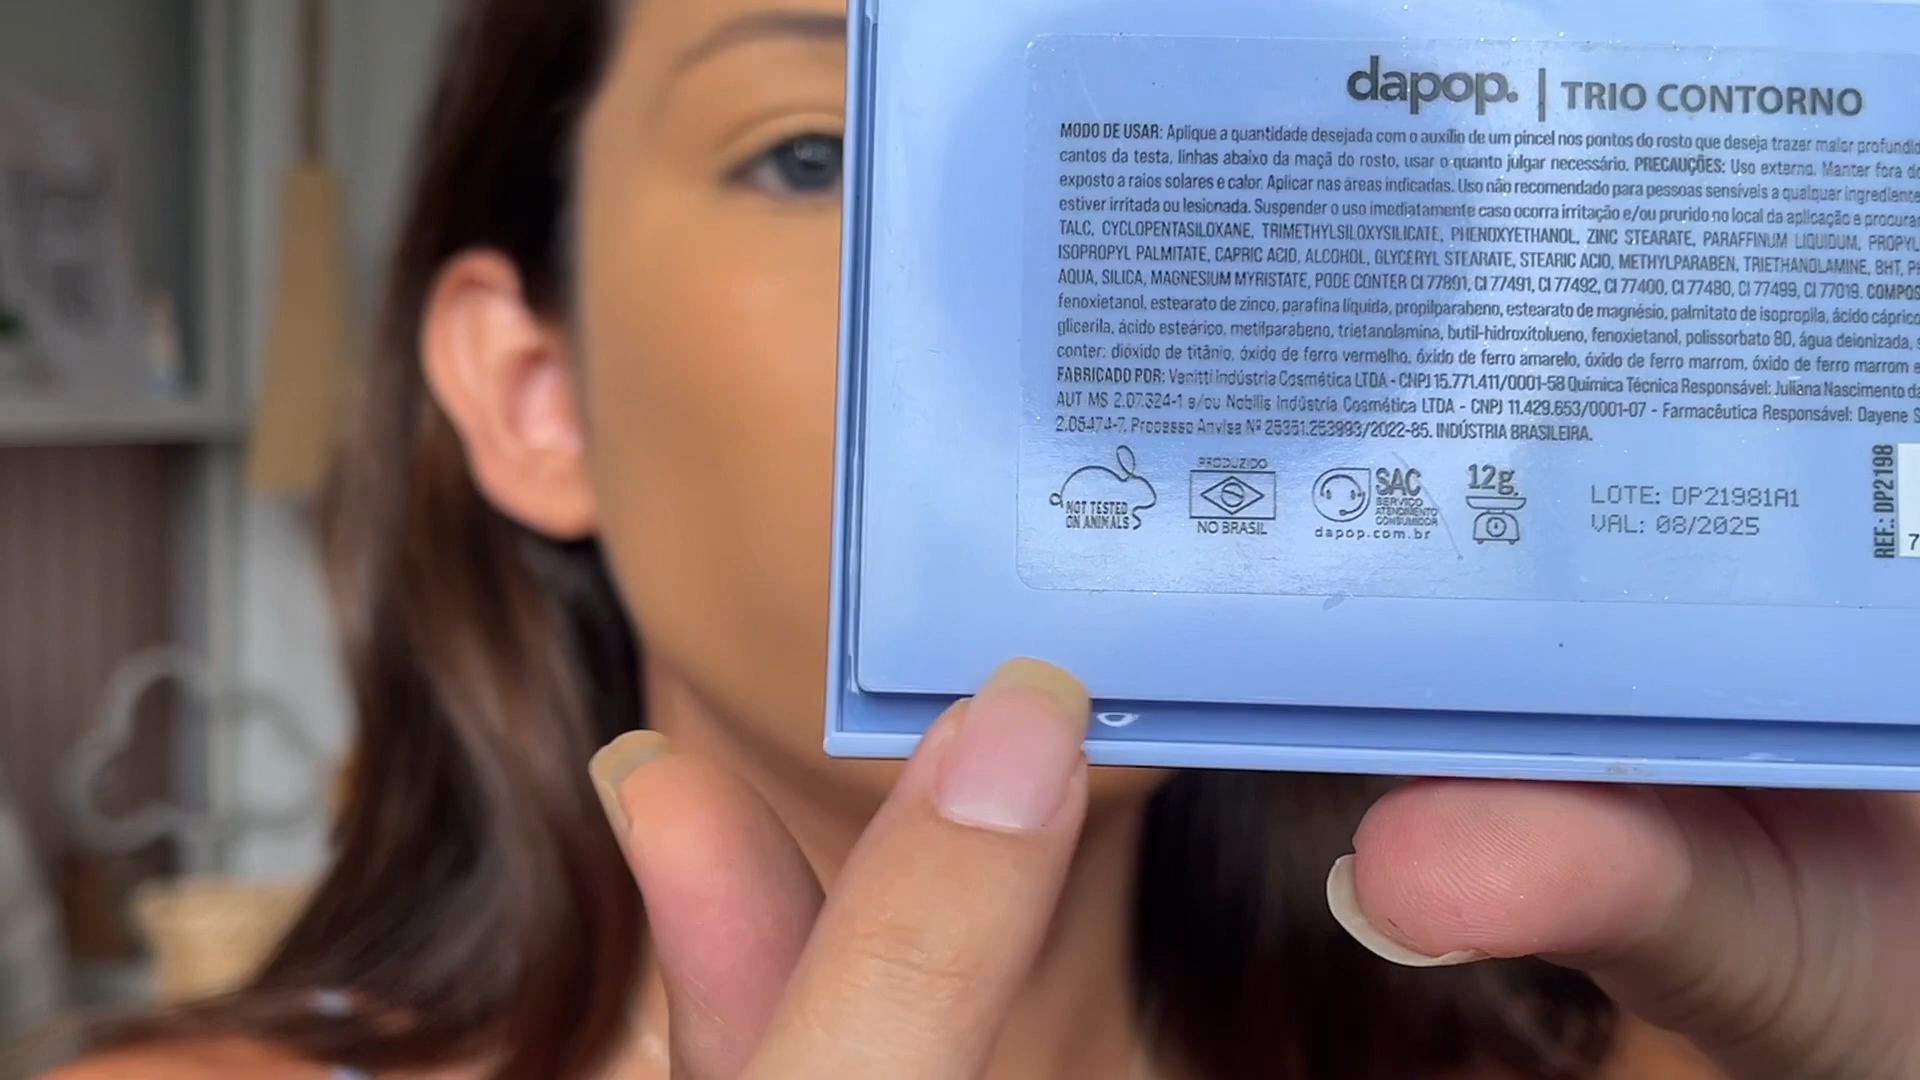 dapop. | TRIO CONTORNO
MODO DE USAR: Aplique a quantidade desejada com o auxílio de um pincel nos pontos do rosto que deseja trazer maior
cantos da testa, linhas abaixo da maçã do rosto, usar o quanto julgar necessário. PRECAUÇÕES: Uso externo. Manter fora
exposto a raios solares e calor. Aplicar nas áreas indicadas. Uso não recomendado para pessoas sensíveis a qualquer
estiver irritada ou lesionada. Suspender o uso imediatamente caso ocorra irritação e/ou prurido no local da aplicação e
TALC, CYCLOPENTASILOXANE, TRIMETHYLSILOXYSILICATE, PHENOXYETHANOL, ZINC STEARATE, PARAFFINUM LIQUIDUM,
ISOPROPYL PALMITATE, CAPRIC ACID, ALCOHOL, GLYCERYL STEARATE, STEARIC ACID, METHYLPARABEN, TRIETHANOLAMINE, BHT,
AQUA, SILICA, MAGNESIUM MYRISTATE, PODE CONTER CI 77891, CI 77491, CI 77492, CI 77400, CI 77480, CI 77499, CI 77019.
fenoxietanol, estearato de zinco, parafina líquida, propilparabeno, estearato de magnésio, palmitato de isopropila, ácido cáprico
glicerila, ácido esteárico, metilparabeno, trietanolamina, butil-hidroxitolueno, fenoxietanol, polissorbato 80, água deionizada,
conter: dióxido de titânio, óxido de ferro vermelho, óxido de ferro amarelo, óxido de ferro marrom, óxido de ferro marrom e
FABRICADO POR: Venitti Indústria Cosmética LTDA - CNPJ 15.771.411/0001-58 Química Técnica Responsável: Juliana Nascimento
AUT MS 2.07.324-1 e/ou Nobilis Indústria Cosmética LTDA - CNPJ 11.429.653/0001-07 - Farmacêutica Responsável: Dayene
2.05474-7. Processo Anvisa Nº 25351.253993/2022-85. INDÚSTRIA BRASILEIRA.
NOT TESTED
ON ANIMALS
PRODUZIDO
NO BRASIL
SAC
SERVIÇO
ATENDIMENTO
CONSUMIDOR
dapop.com.br
12g.
LOTE: DP21981A1
VAL: 08/2025
REF.: DP2198
7